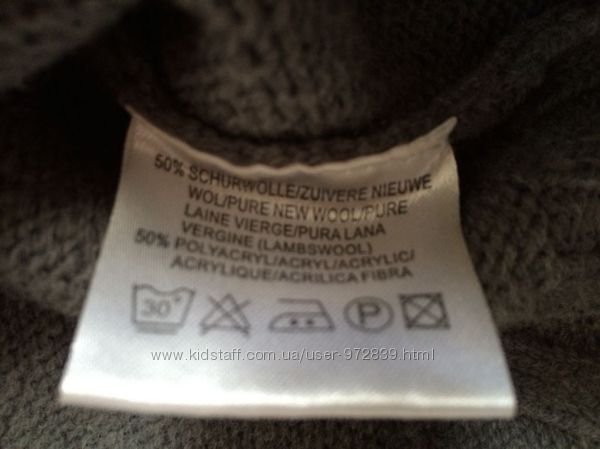 50% SCHURWOLLE/ZUIVERE NIEUWE
WOL/PURE NEW WOOL/PURE
LAINE VIERGE/PURA LANA
VERGINE (LAMBSWOOL)
50% POLYACRYL/ACRYL/ACRYLIC/
ACRYLIQUE/ACRILICA FIBRA
30° P
www.kidstaff.com.ua/user-972899.html